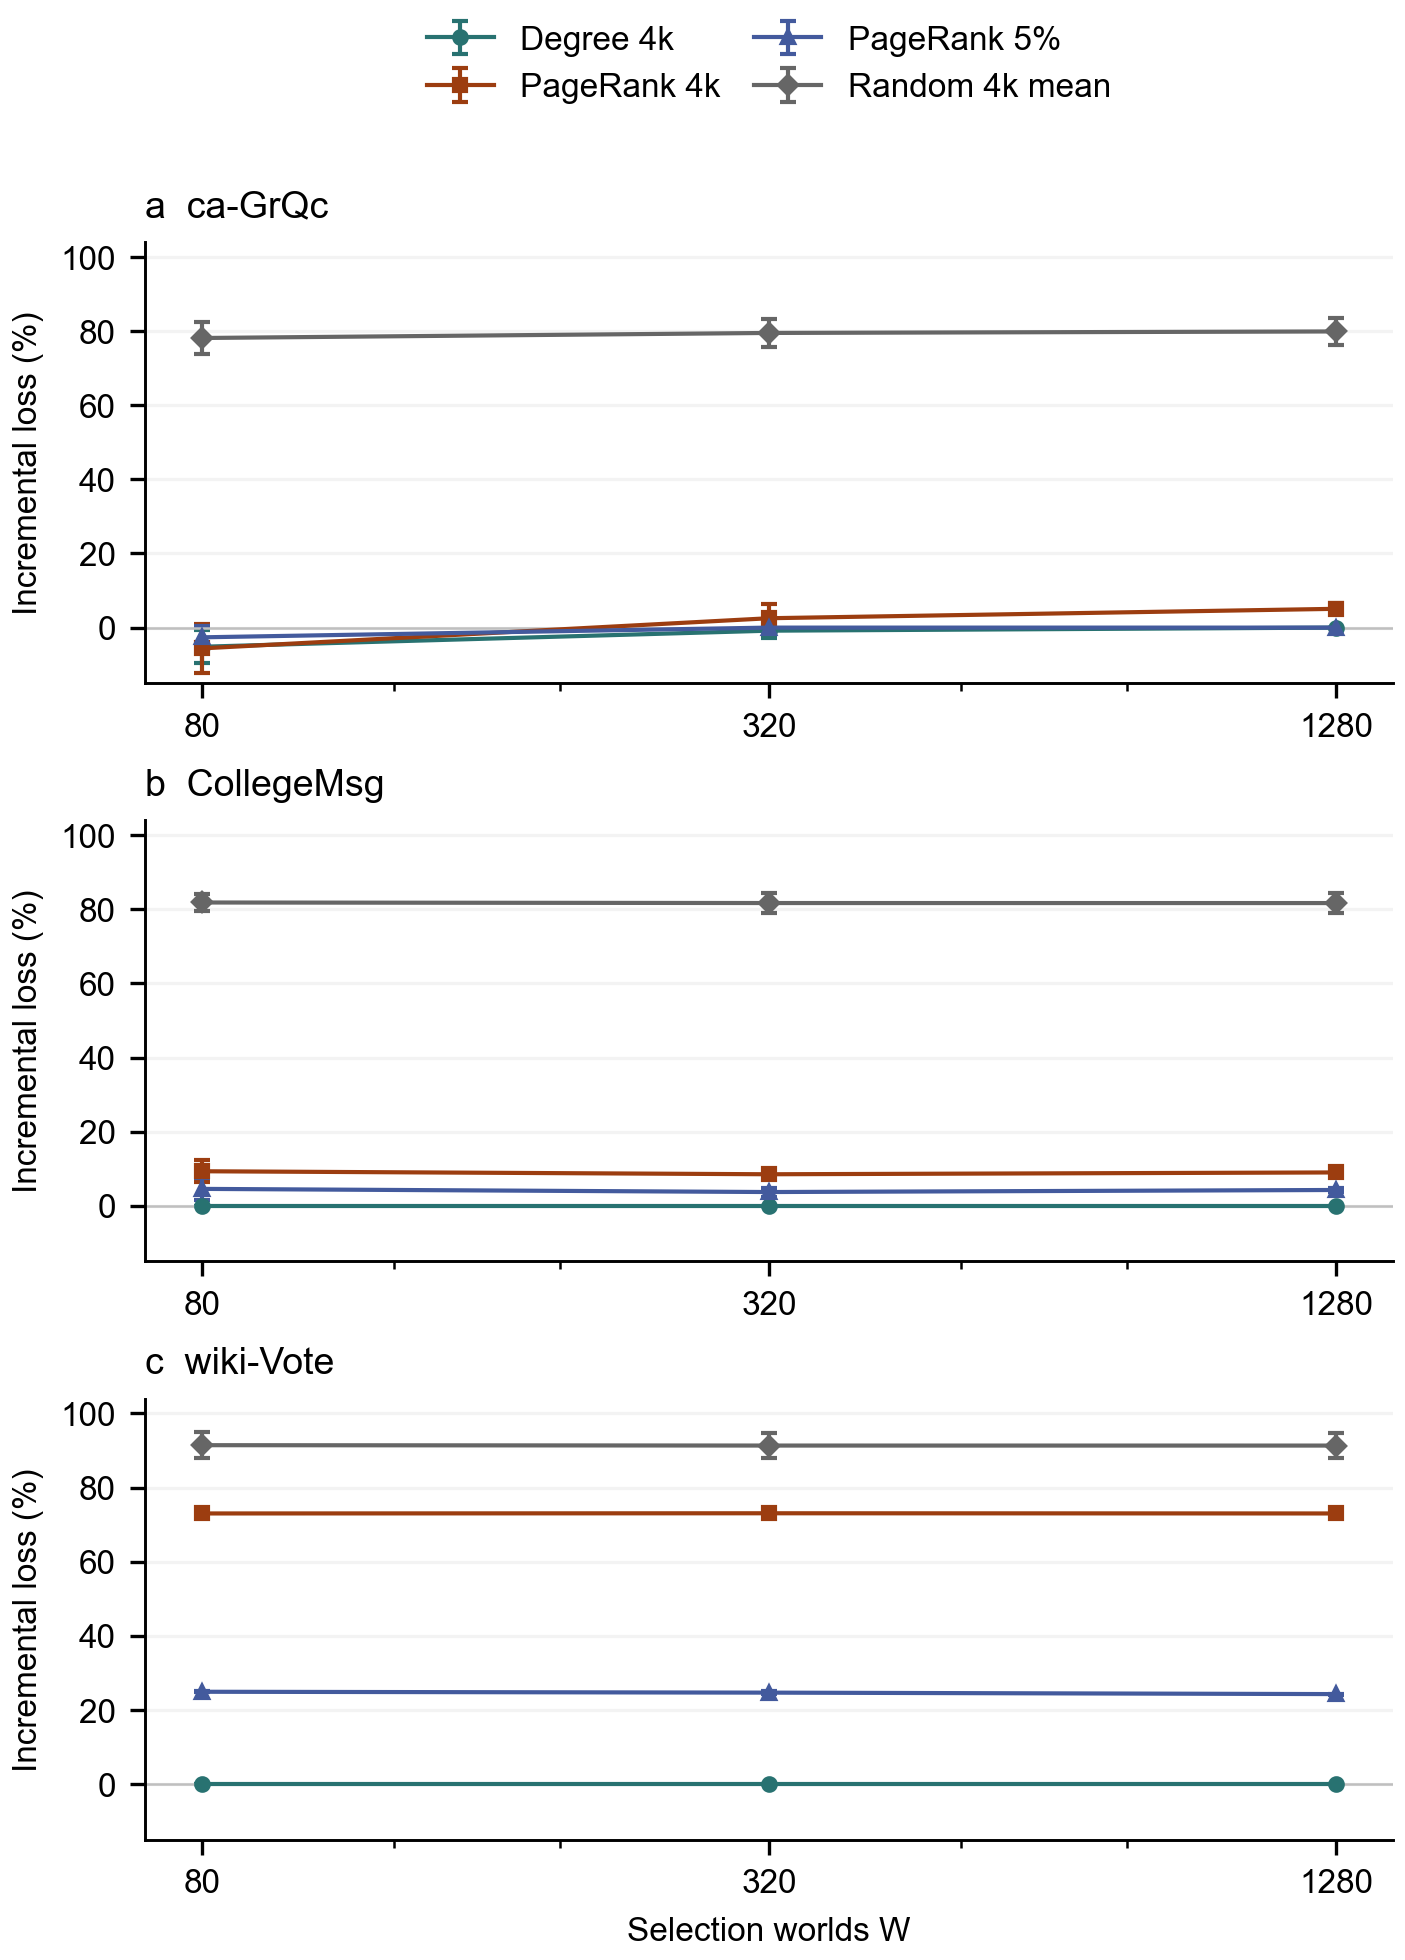 Degree 4k
PageRank 4k
PageRank 5%
Random 4k mean
a ca-GrQc
Incremental loss (%)
100
80
60
40
20
0
80 320 1280
b CollegeMsg
Incremental loss (%)
100
80
60
40
20
0
80 320 1280
c wiki-Vote
Incremental loss (%)
100
80
60
40
20
0
80 320 1280
Selection worlds W